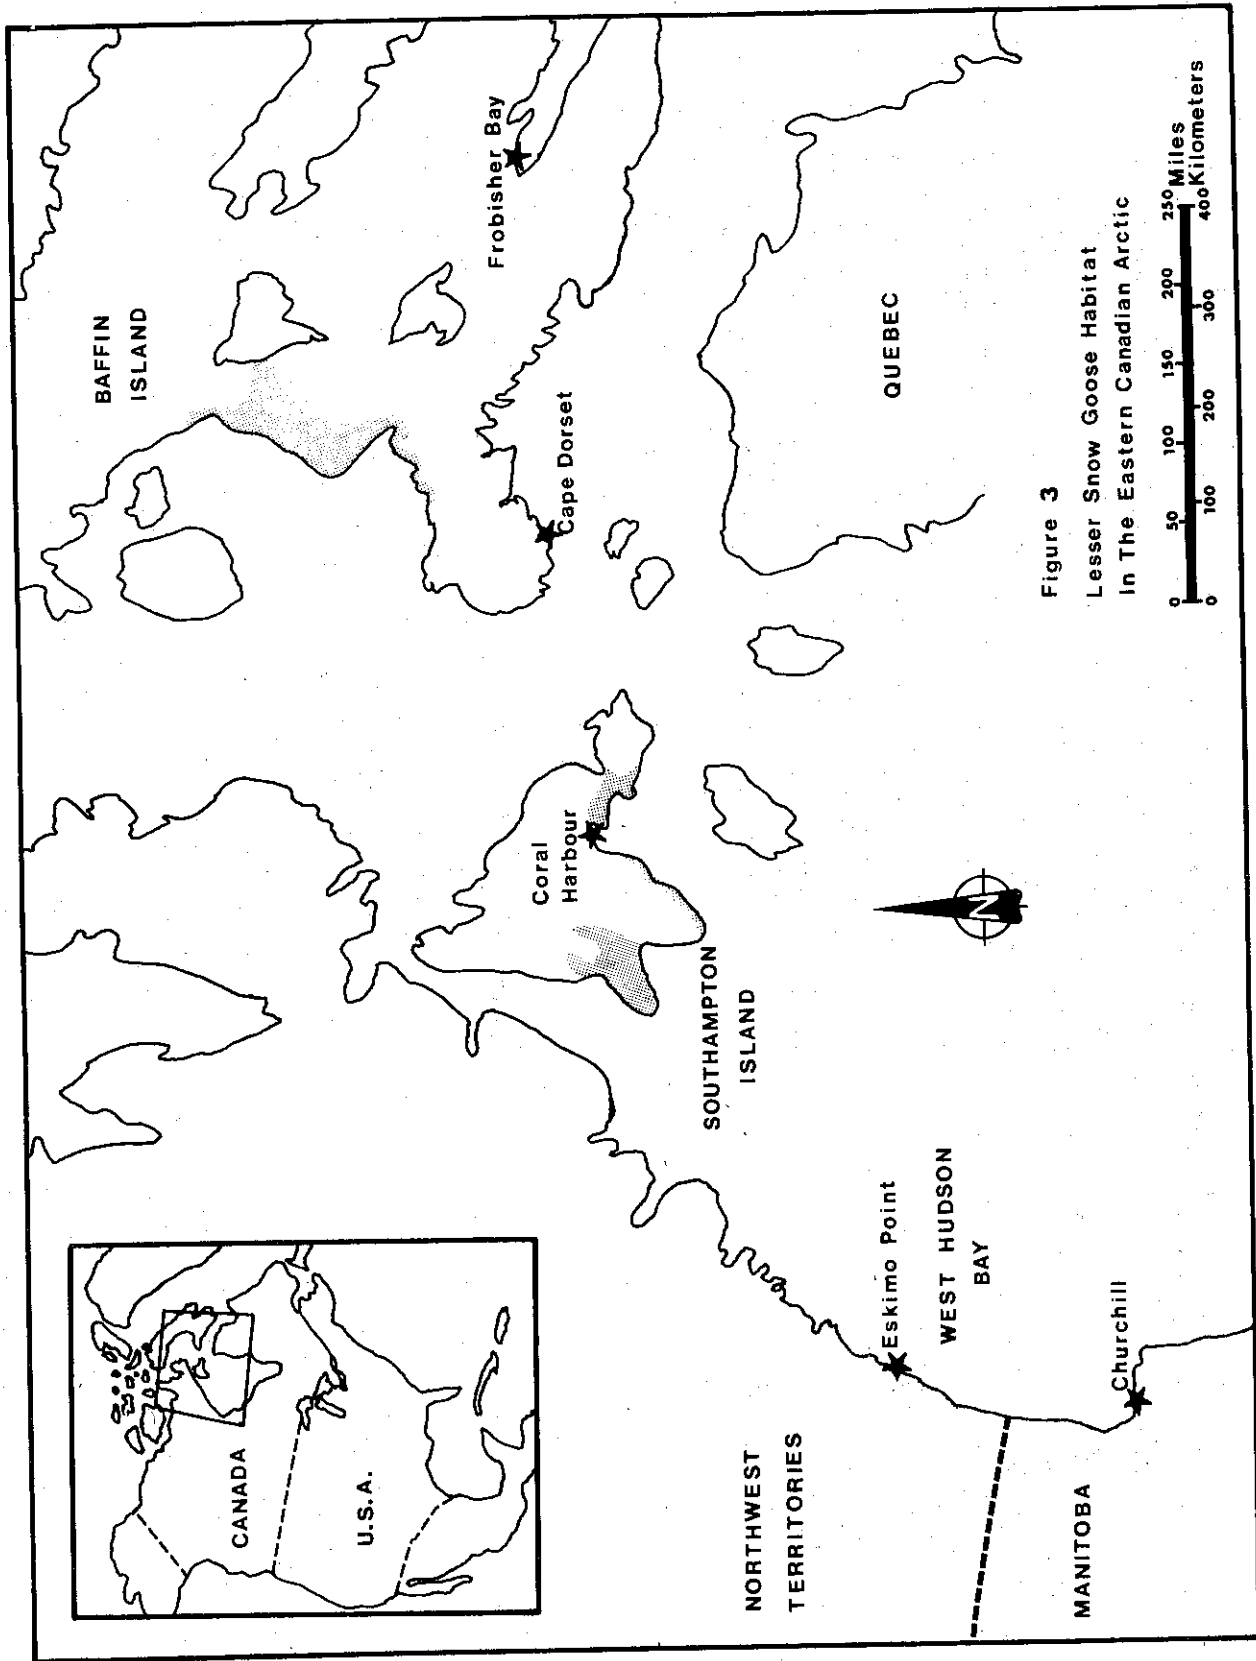 BAFFIN
ISLAND
Frobisher Bay
Cape Dorset
Coral
Harbour
SOUTHAMPTON
ISLAND
QUEBEC
CANADA
U.S.A.
NORTHWEST
TERRITORIES
Eskimo Point
WEST HUDSON
BAY
Churchill
MANITOBA
N
Figure 3
Lesser Snow Goose Habitat
In The Eastern Canadian Arctic
0 50 100 150 200 250 Miles
0 100 200 300 400 Kilometers